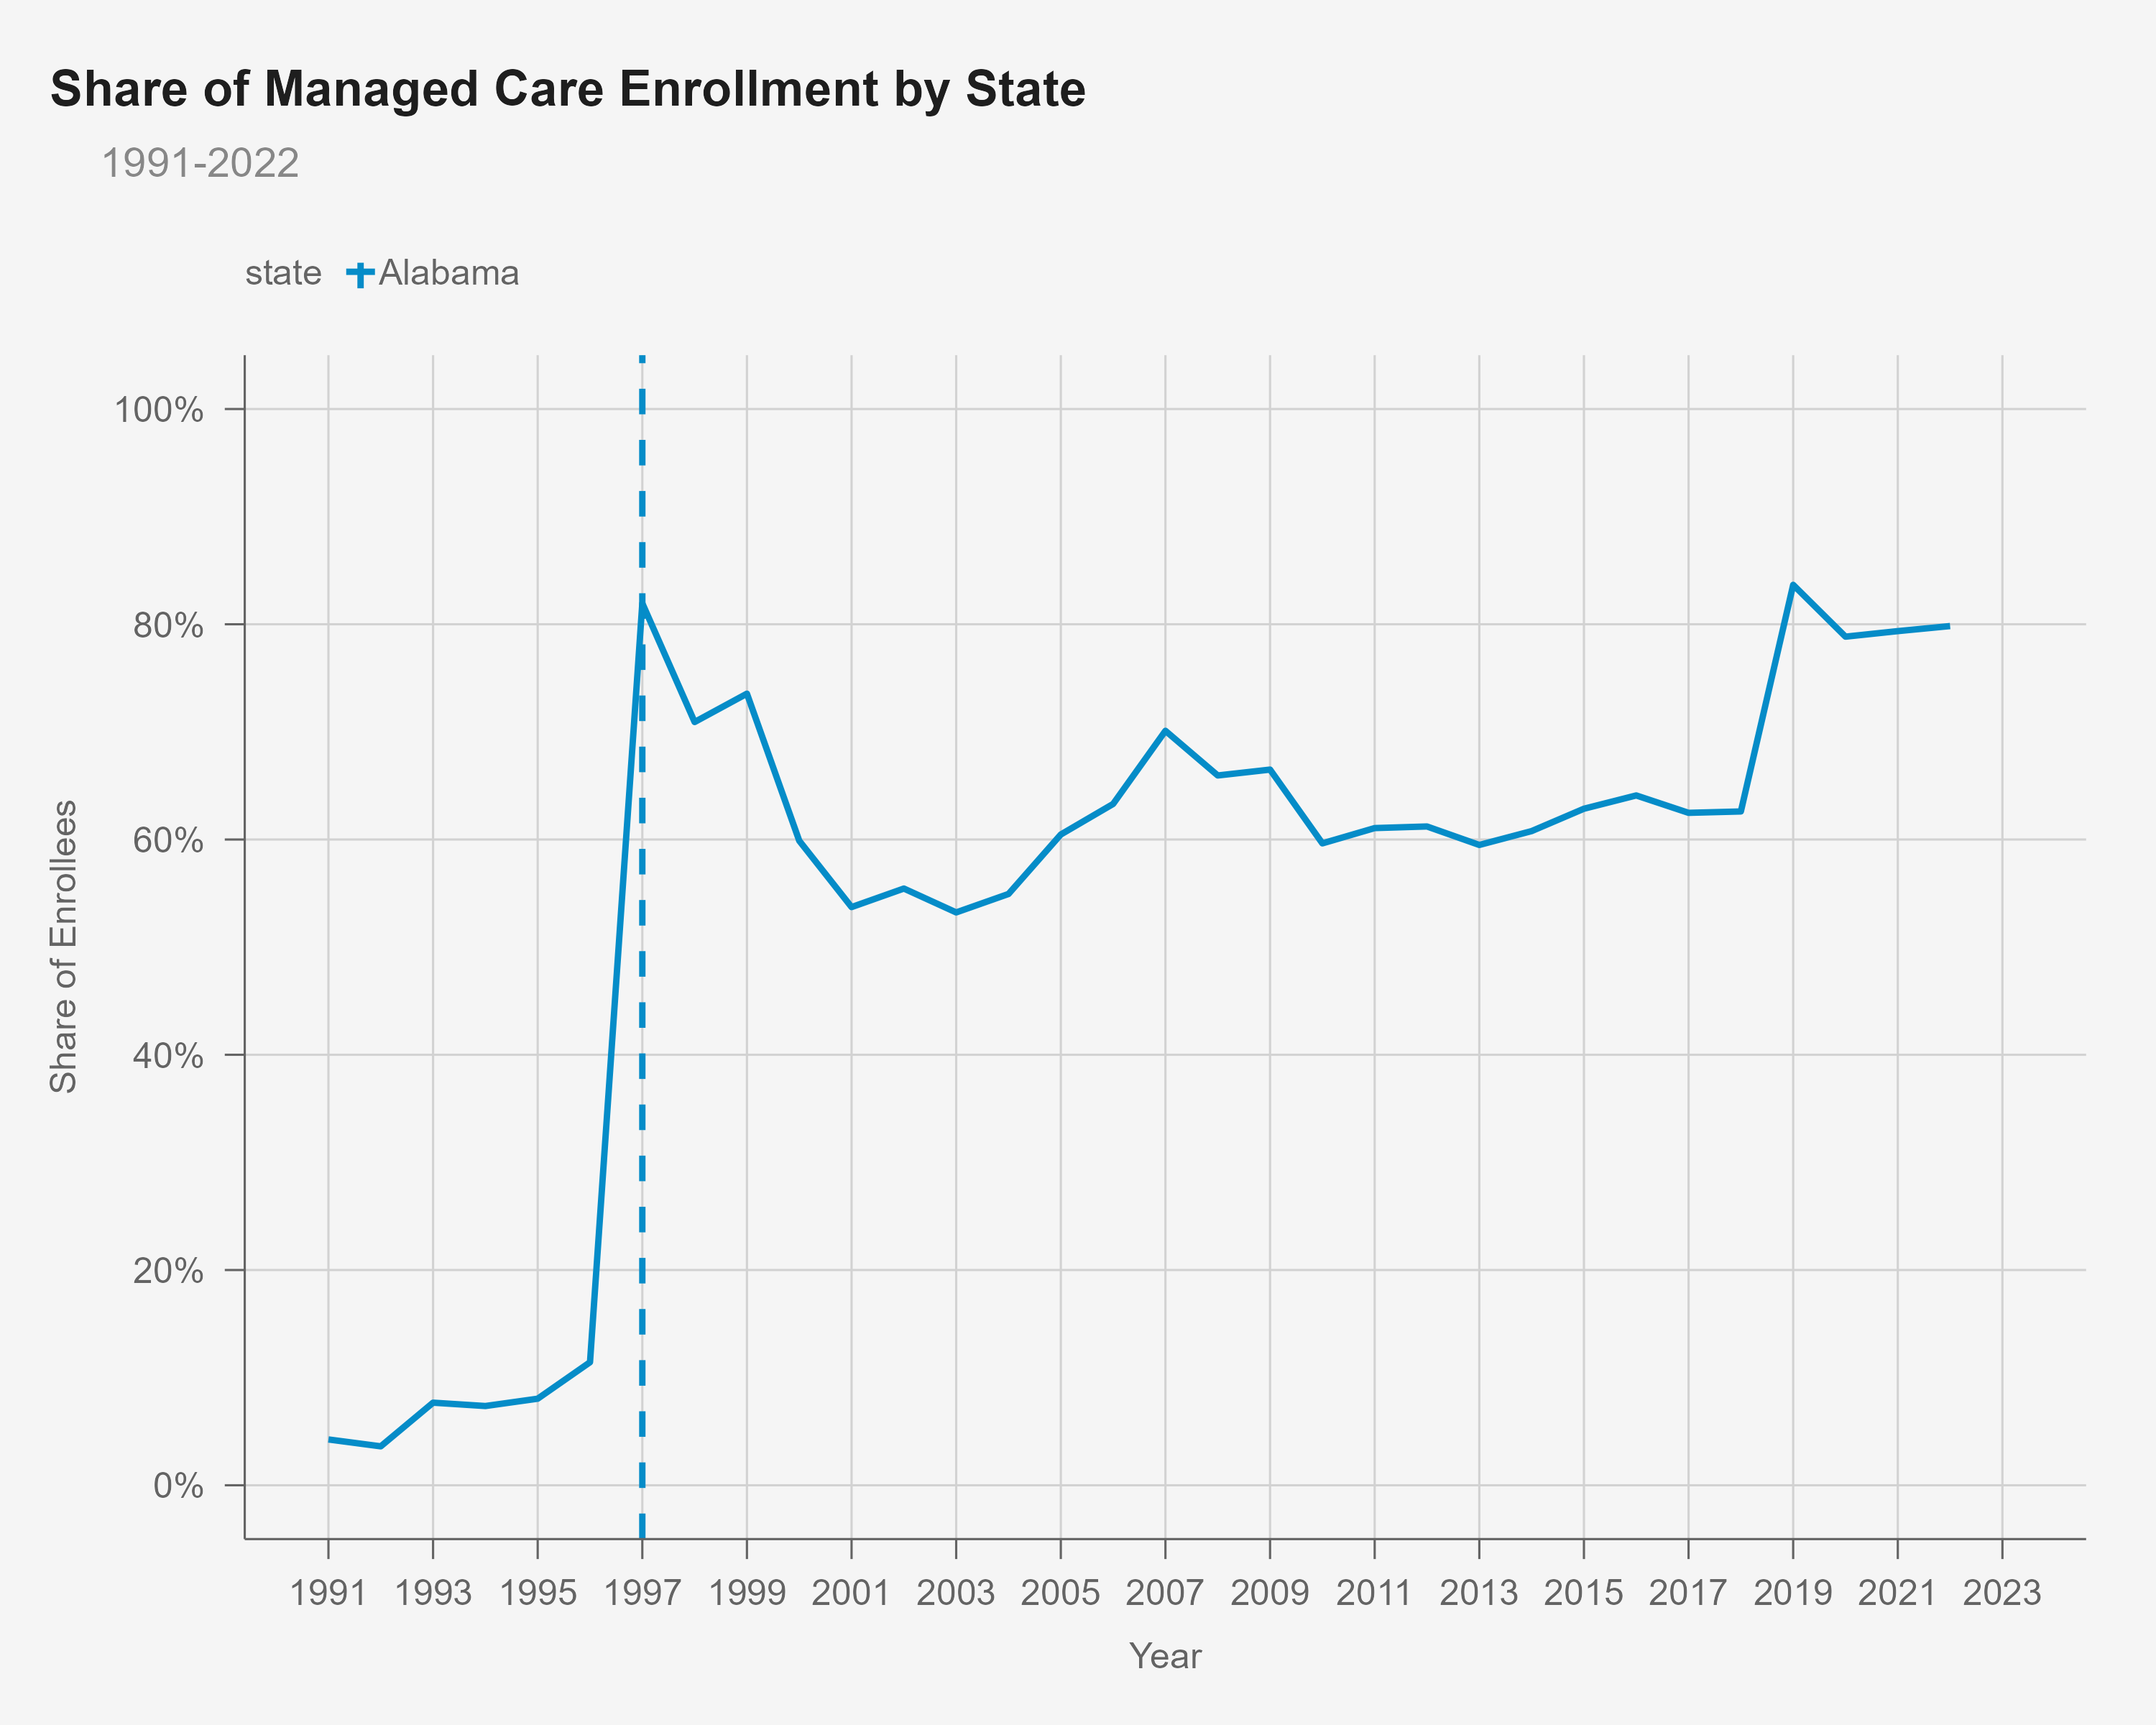 Share of Managed Care Enrollment by State
1991-2022
state Alabama
100%
80%
60%
40%
20%
0%
Share of Enrollees
1991 1993 1995 1997 1999 2001 2003 2005 2007 2009 2011 2013 2015 2017 2019 2021 2023
Year